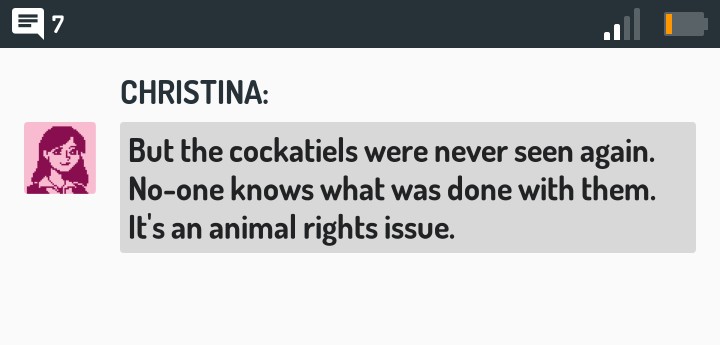 7
CHRISTINA:
But the cockatiels were never seen again.
No-one knows what was done with them.
It's an animal rights issue.